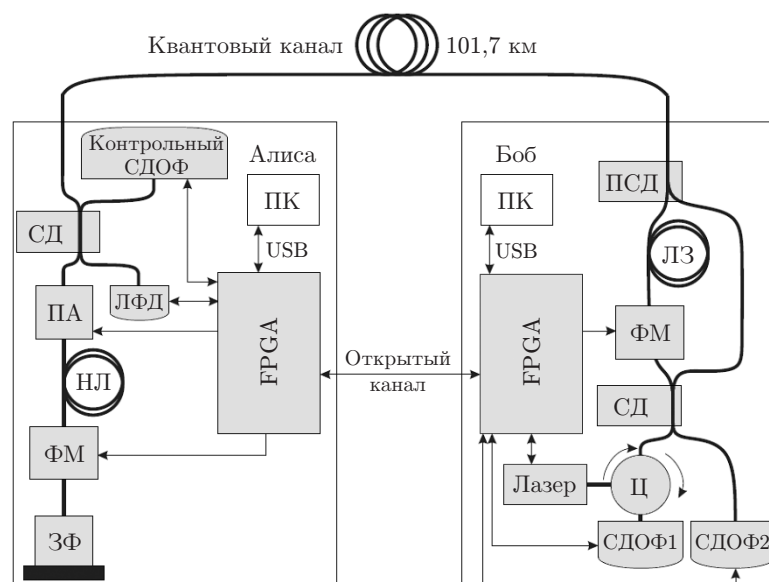 Квантовый канал 101,7 км
Контрольный
СДОФ
Алиса
ПК
USB
СД
ЛФД
ПА
FPGA
НЛ
ФМ
ЗФ
Открытый
канал
Боб
ПК
USB
FPGA
ПСД
ЛЗ
ФМ
СД
Лазер
Ц
СДОФ1
СДОФ2